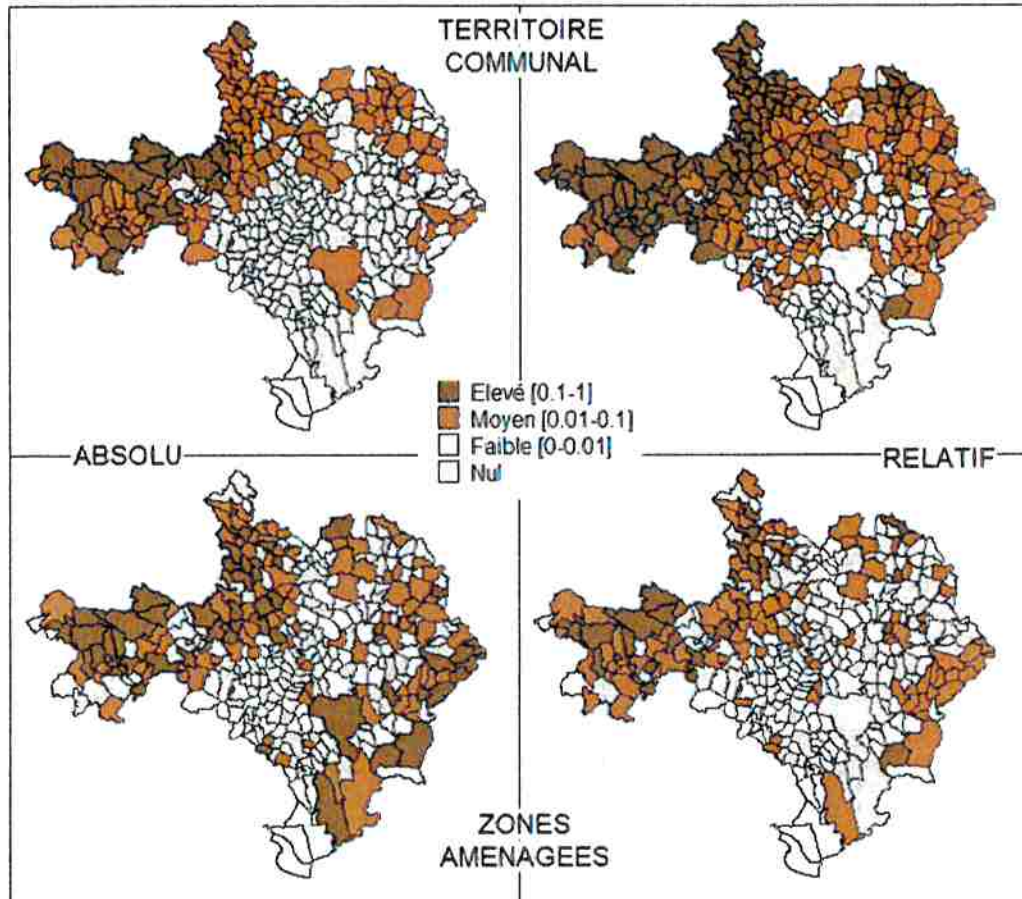 TERRITOIRE
COMMUNAL
Elevé [0.1-1]
Moyen [0.01-0.1]
Faible [0-0.01]
Nul
ABSOLU
RELATIF
ZONES
AMENAGEES